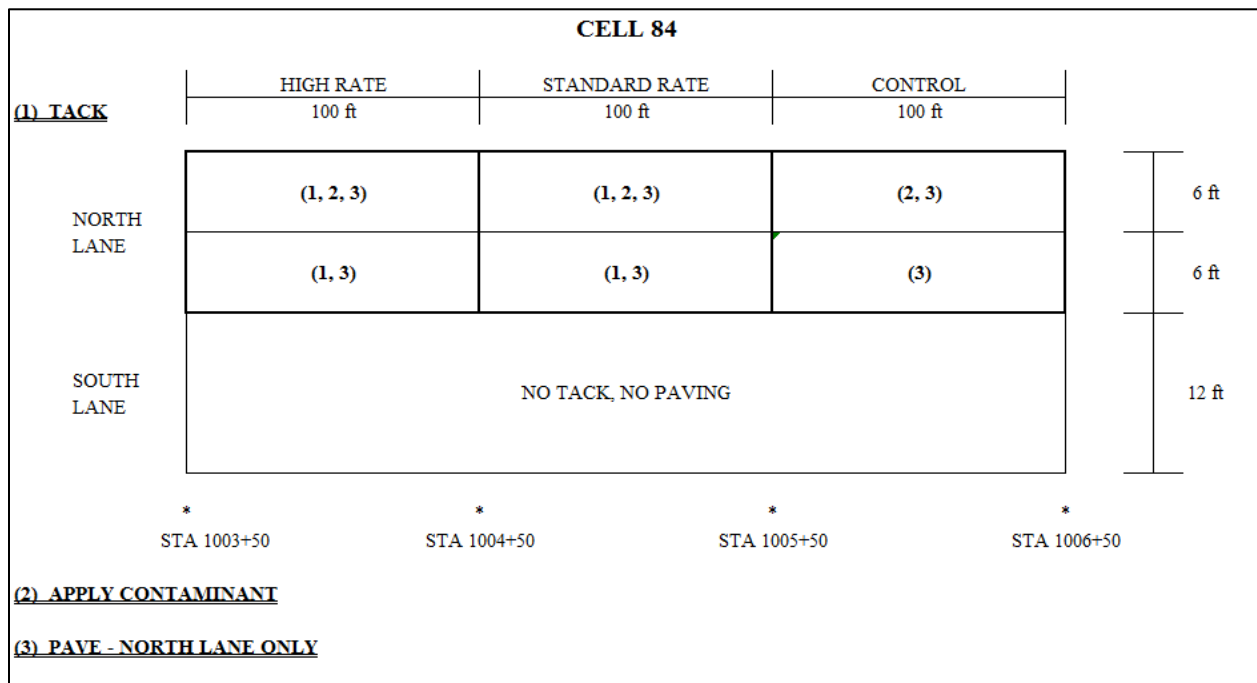 CELL 84
HIGH RATE STANDARD RATE CONTROL
(1) TACK 100 ft 100 ft 100 ft
(1, 2, 3) (1, 2, 3) (2, 3) 6 ft
NORTH
LANE
(1, 3) (1, 3) (3) 6 ft
SOUTH
LANE
NO TACK, NO PAVING 12 ft
* * * *
STA 1003+50 STA 1004+50 STA 1005+50 STA 1006+50
(2) APPLY CONTAMINANT
(3) PAVE - NORTH LANE ONLY